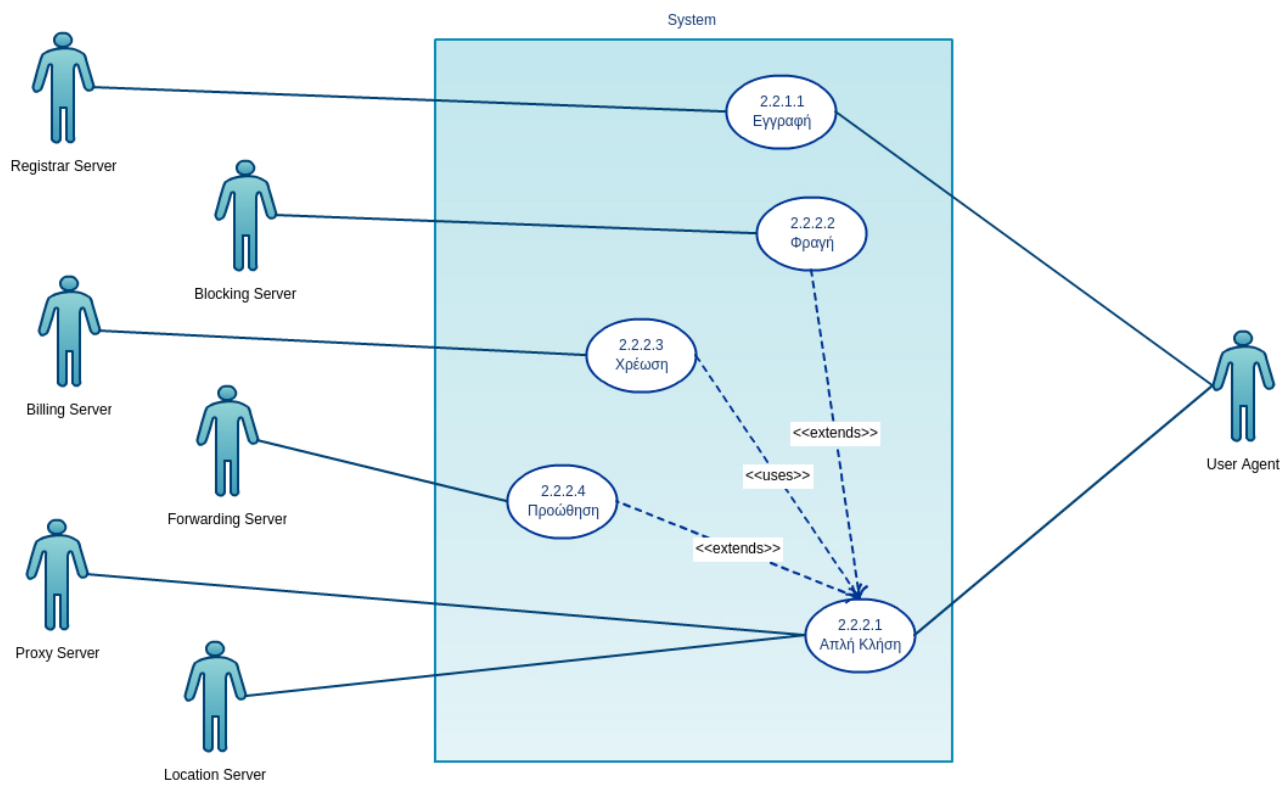 System
2.2.1.1
Εγγραφή
Registrar Server
2.2.2.2
Φραγή
Blocking Server
2.2.2.3
Χρέωση
Billing Server
<<extends>>
User Agent
<<uses>>
2.2.2.4
Προώθηση
Forwarding Server
<<extends>>
2.2.2.1
Απλή Κλήση
Proxy Server
Location Server